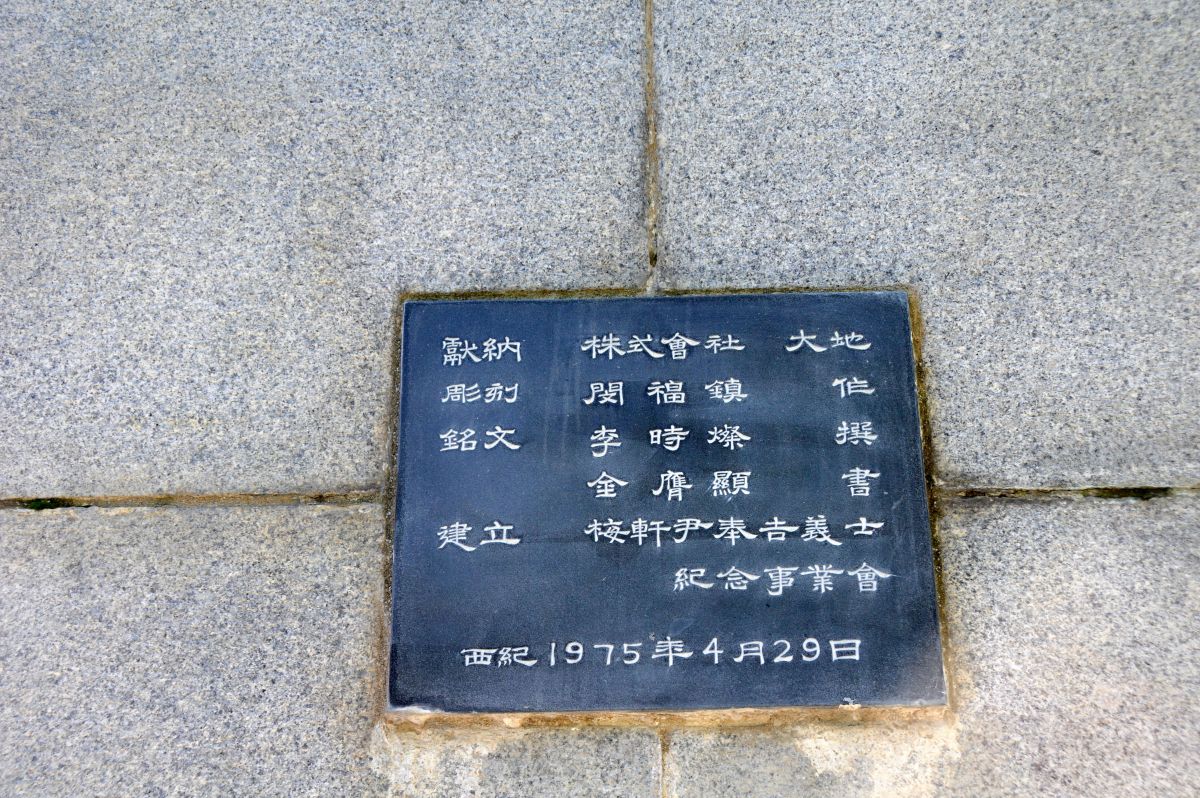 獻納 株式會社 大地
彫刻 閔福鎭 作
銘文 李時燦 撰
金膺顯 書
建立 梅軒尹奉吉義士
紀念事業會
西紀1975年4月29日